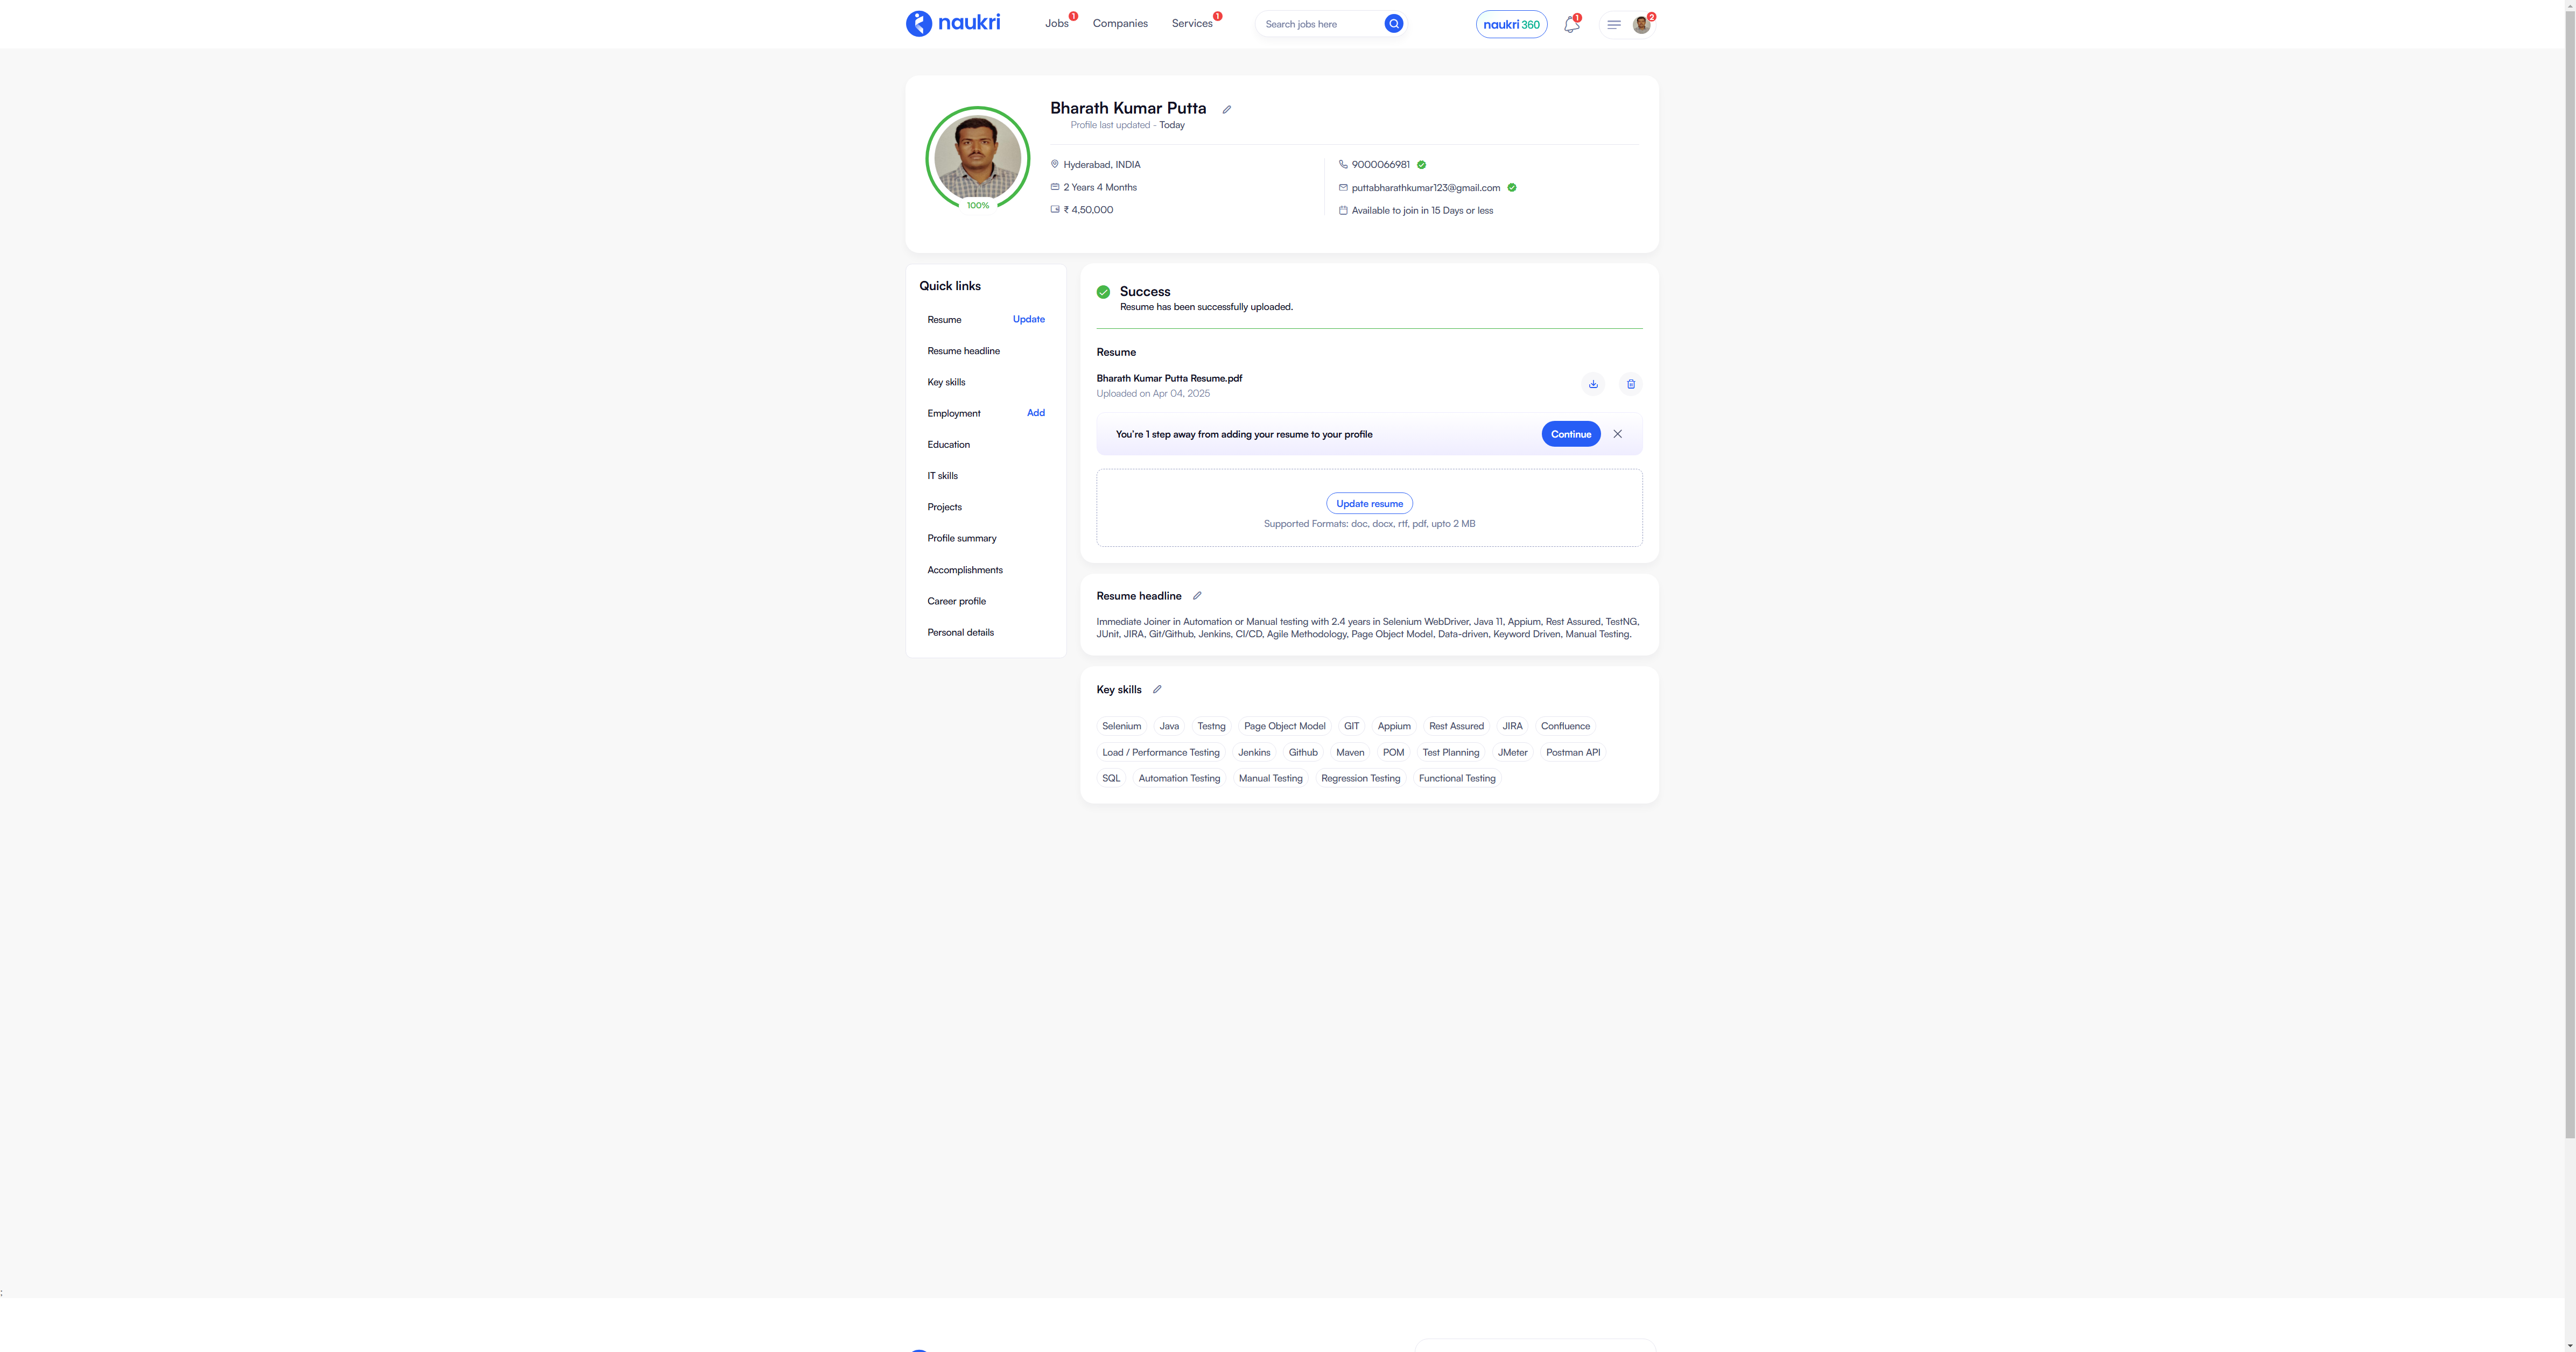 naukri
Jobs 1
Companies
Services 1
Search jobs here
naukri 360
1
2
Bharath Kumar Putta
Profile last updated - Today
Hyderabad, INDIA
2 Years 4 Months
₹ 4,50,000
9000066981
puttabharathkumar123@gmail.com
Available to join in 15 Days or less
100%
Quick links
Resume Update
Resume headline
Key skills
Employment Add
Education
IT skills
Projects
Profile summary
Accomplishments
Career profile
Personal details
Success
Resume has been successfully uploaded.
Resume
Bharath Kumar Putta Resume.pdf
Uploaded on Apr 04, 2025
You're 1 step away from adding your resume to your profile
Continue
Update resume
Supported Formats: doc, docx, rtf, pdf, upto 2 MB
Resume headline
Immediate Joiner in Automation or Manual testing with 2.4 years in Selenium WebDriver, Java 11, Appium, Rest Assured, TestNG,
JUnit, JIRA, Git/Github, Jenkins, CI/CD, Agile Methodology, Page Object Model, Data-driven, Keyword Driven, Manual Testing.
Key skills
Selenium Java Testng Page Object Model GIT Appium Rest Assured JIRA Confluence
Load / Performance Testing Jenkins Github Maven POM Test Planning JMeter Postman API
SQL Automation Testing Manual Testing Regression Testing Functional Testing
;